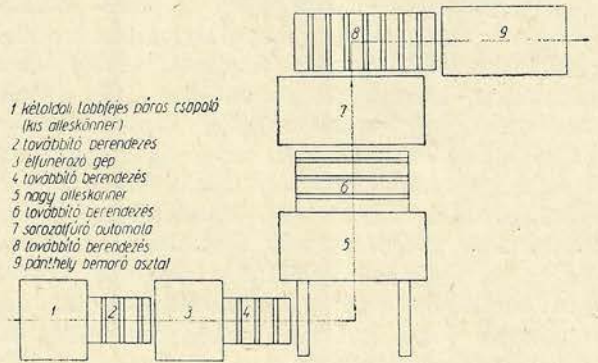 1 kétoldali többfejes páros csapoló
(kis alleskönner)
2 továbbító berendezés
3 élfunérozó gép
4 továbbító berendezés
5 nagy alleskönner
6 továbbító berendezés
7 sorozatfúró automata
8 továbbító berendezés
9 pánthely bemaró asztal
8
9
7
6
5
1
2
3
4